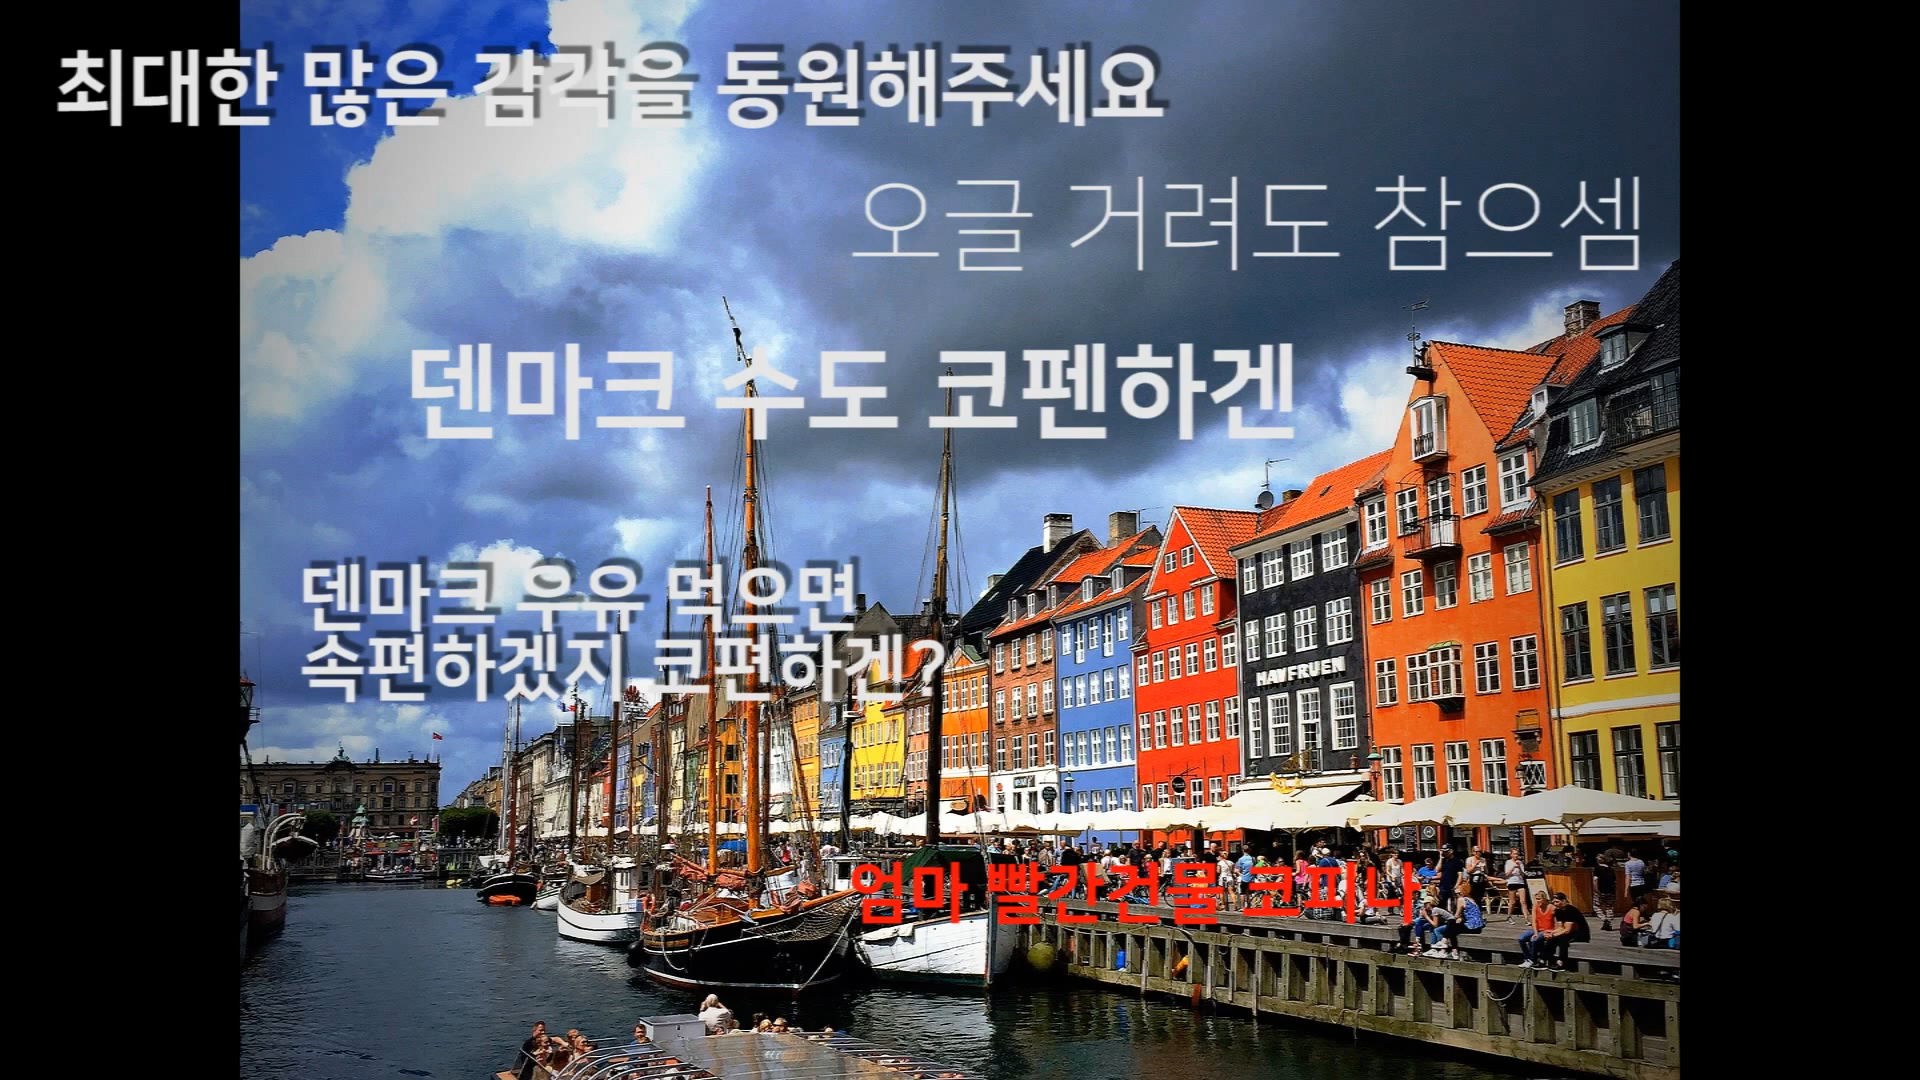 최대한 많은 감각을 동원해주세요
오글 거려도 참으셈
덴마크 수도 코펜하겐
덴마크 우유 먹으면
속편하겠지 코편하겐?
HAVFRUEN
엄마 빨간건물 코피나